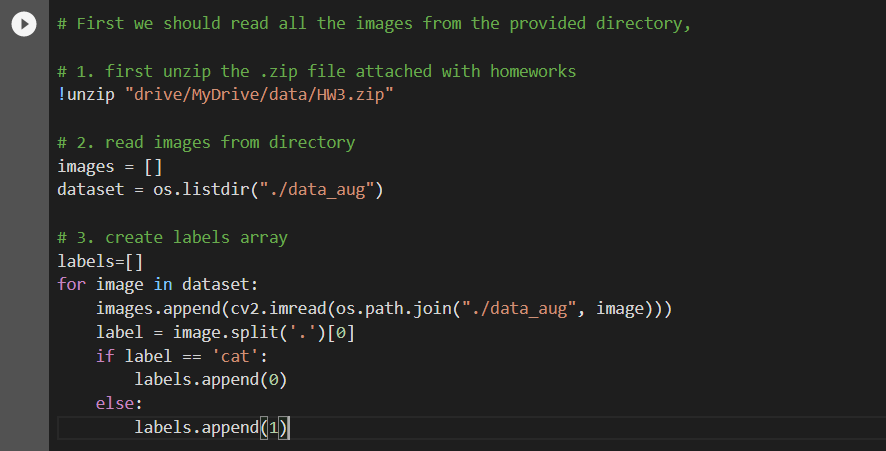 # First we should read all the images from the provided directory,
# 1. first unzip the .zip file attached with homeworks
!unzip "drive/MyDrive/data/HW3.zip"
# 2. read images from directory
images = []
dataset = os.listdir("./data_aug")
# 3. create labels array
labels=[]
for image in dataset:
    images.append(cv2.imread(os.path.join("./data_aug", image)))
    label = image.split('.')[0]
    if label == 'cat':
        labels.append(0)
    else:
        labels.append(1)